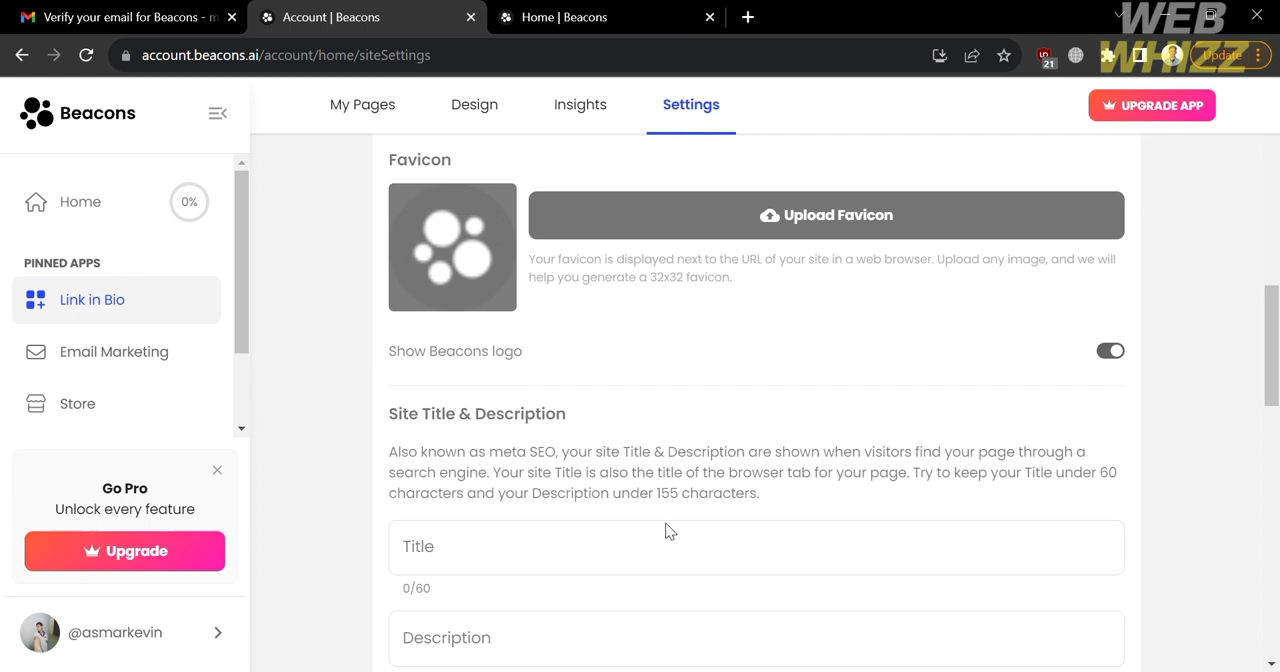 Verify your email for Beacons - m
Account | Beacons
Home | Beacons
WEB
WHIZZ
account.beacons.ai/account/home/siteSettings
21
Update
Beacons
My Pages
Design
Insights
Settings
UPGRADE APP
Home
0%
PINNED APPS
Link in Bio
Email Marketing
Store
Go Pro
Unlock every feature
Upgrade
@asmarkevin
Favicon
Upload Favicon
Your favicon is displayed next to the URL of your site in a web browser. Upload any image, and we will
help you generate a 32x32 favicon.
Show Beacons logo
Site Title & Description
Also known as meta SEO, your site Title & Description are shown when visitors find your page through a
search engine. Your site Title is also the title of the browser tab for your page. Try to keep your Title under 60
characters and your Description under 155 characters.
Title
0/60
Description